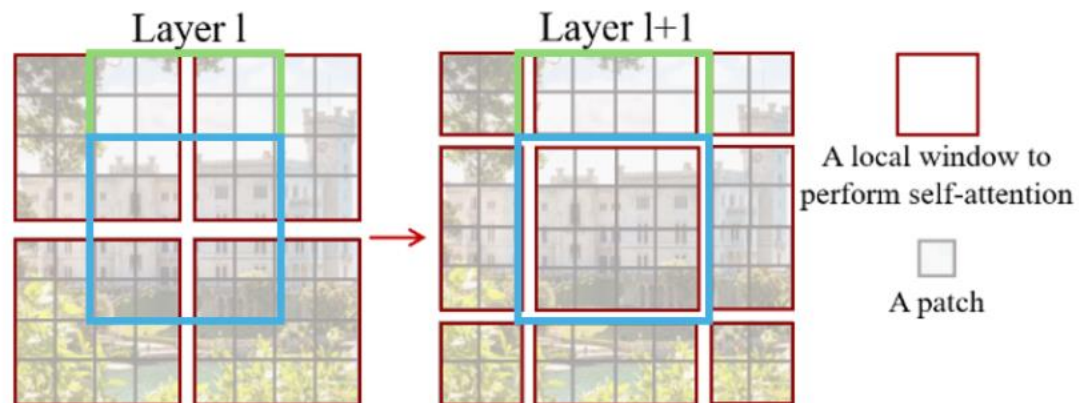 Layer l
Layer l+1
A local window to
perform self-attention
A patch